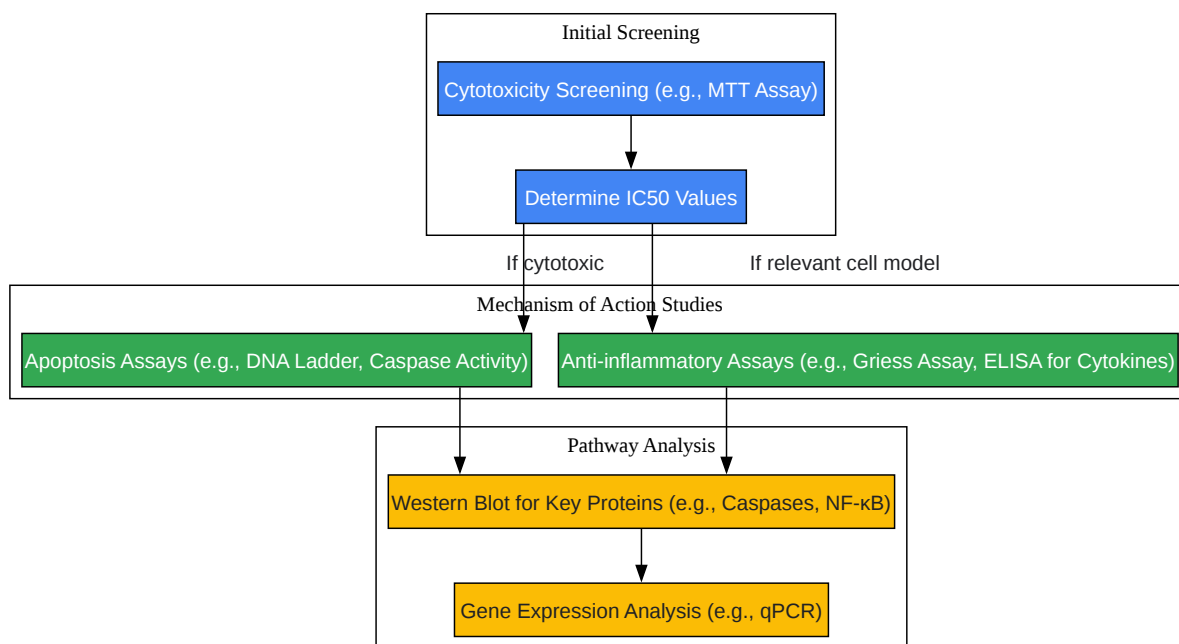 Initial Screening
Cytotoxicity Screening (e.g., MTT Assay)
Determine IC50 Values
If cytotoxic
If relevant cell model
Mechanism of Action Studies
Apoptosis Assays (e.g., DNA Ladder, Caspase Activity)
Anti-inflammatory Assays (e.g., Griess Assay, ELISA for Cytokines)
Pathway Analysis
Western Blot for Key Proteins (e.g., Caspases, NF-κB)
Gene Expression Analysis (e.g., qPCR)